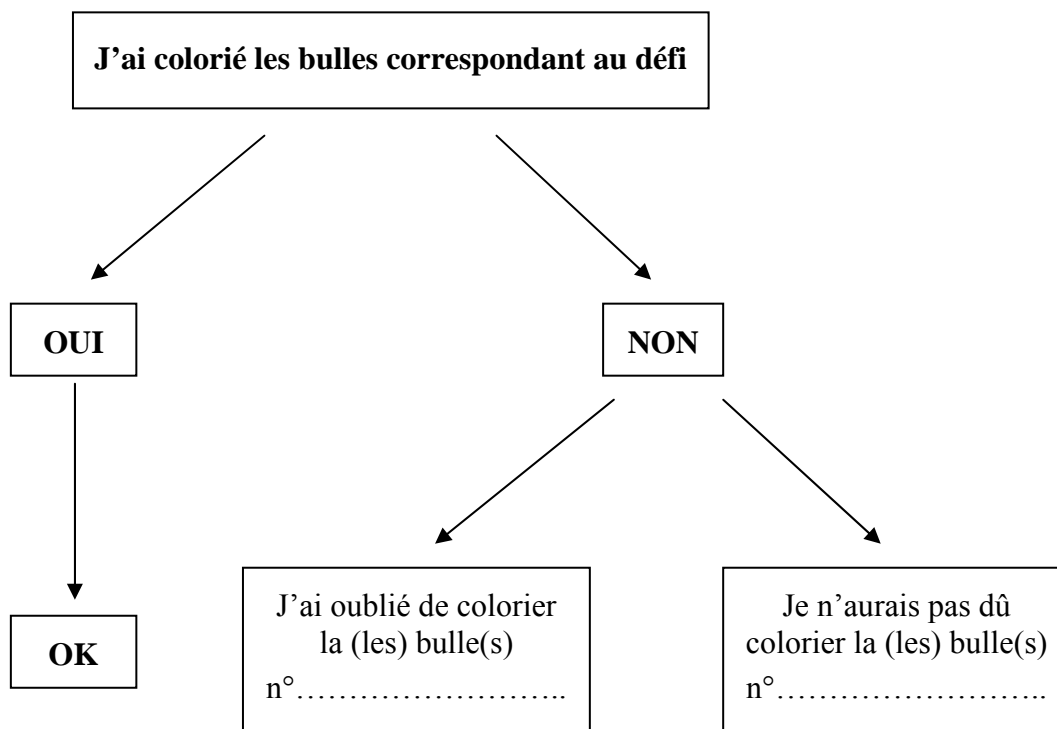 J’ai colorié les bulles correspondant au défi
OUI
NON
OK
J’ai oublié de colorier
la (les) bulle(s)
n°……………………..
Je n’aurais pas dû
colorier la (les) bulle(s)
n°……………………..